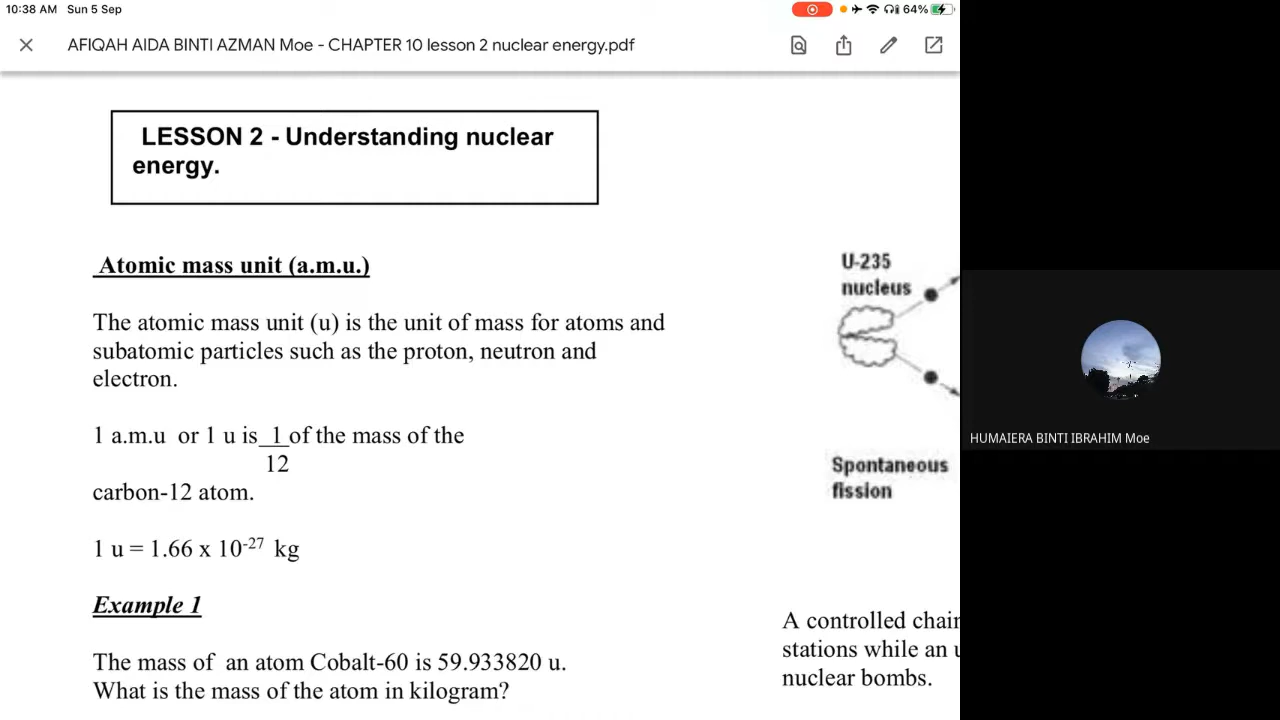 10:38 AM Sun 5 Sep
64%
AFIQAH AIDA BINTI AZMAN Moe - CHAPTER 10 lesson 2 nuclear energy.pdf
LESSON 2 - Understanding nuclear
energy.
Atomic mass unit (a.m.u.)
The atomic mass unit (u) is the unit of mass for atoms and
subatomic particles such as the proton, neutron and
electron.
1 a.m.u or 1 u is 1 of the mass of the
12
carbon-12 atom.
1 u = 1.66 x 10⁻²⁷ kg
Example 1
The mass of an atom Cobalt-60 is 59.933820 u.
What is the mass of the atom in kilogram?
U-235
nucleus
Spontaneous
fission
A controlled chain
stations while an u
nuclear bombs.
HUMAIERA BINTI IBRAHIM Moe